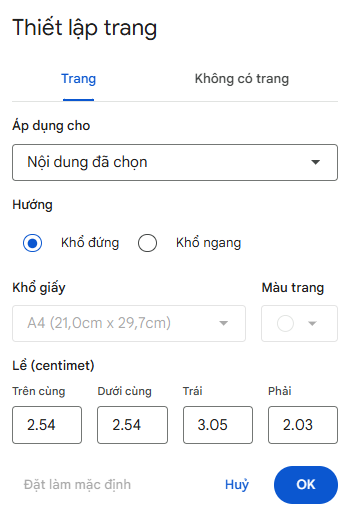 Thiết lập trang
Trang Không có trang
Áp dụng cho
Nội dung đã chọn
Hướng
Khổ đứng Khổ ngang
Khổ giấy Màu trang
A4 (21,0cm x 29,7cm)
Lề (centimet)
Trên cùng Dưới cùng Trái Phải
2.54 2.54 3.05 2.03
Đặt làm mặc định Huỷ OK